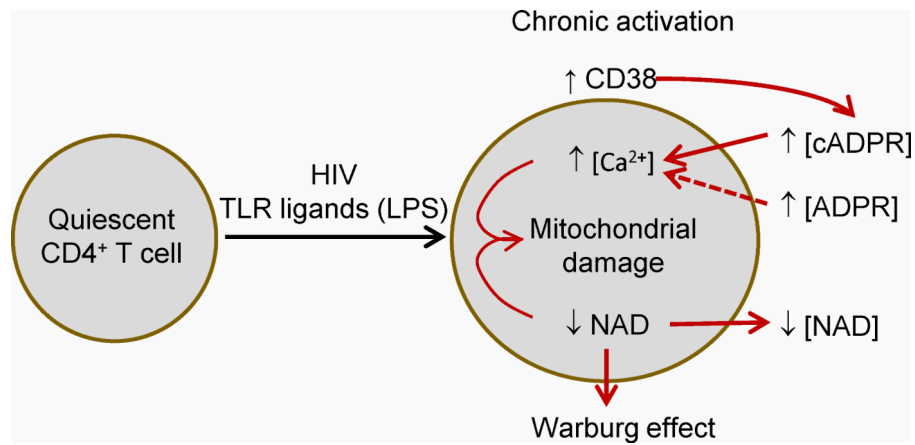 Chronic activation
↑ CD38
↑ [cADPR]
↑ [Ca²⁺]
HIV
TLR ligands (LPS)
↑ [ADPR]
Quiescent
CD4⁺ T cell
Mitochondrial
damage
↓ NAD
↓ [NAD]
Warburg effect